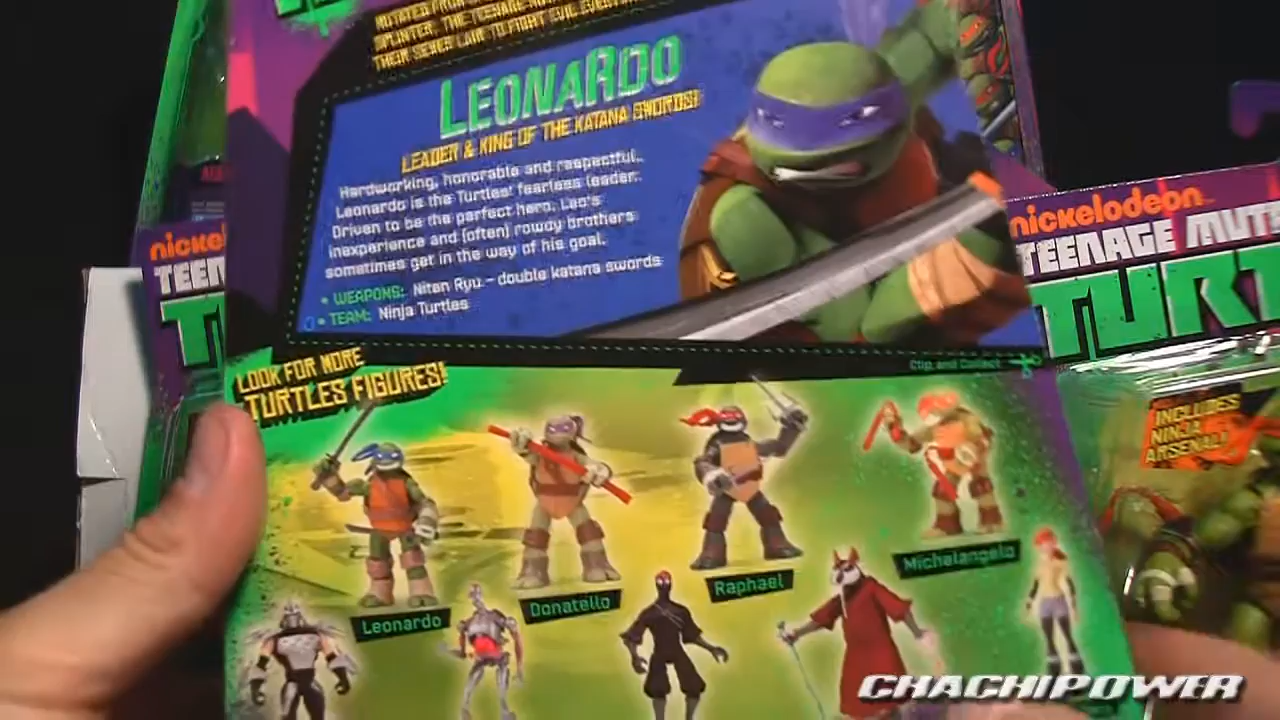 MUTATED FROM
SPLINTER, THE TEENAGE
THEIR SEWER LAIR TO FIGHT EVIL
LEONARDO
LEADER & KING OF THE KATANA SWORDS!
Hardworking, honorable and respectful,
Leonardo is the Turtles' fearless leader.
Driven to be the perfect hero, Leo's
inexperience and (often) rowdy brothers
sometimes get in the way of his goal.
• WEAPONS: Niten Ryu - double katana swords
• TEAM: Ninja Turtles
Clip and Collect
LOOK FOR MORE
TURTLES FIGURES!
Leonardo
Donatello
Raphael
Michelangelo
nicke
TEEN
TU
nickelodeon
TEENAGE MUT
TURT
INCLUDES
NINJA
ARSENAL!
CHACHIPOWER